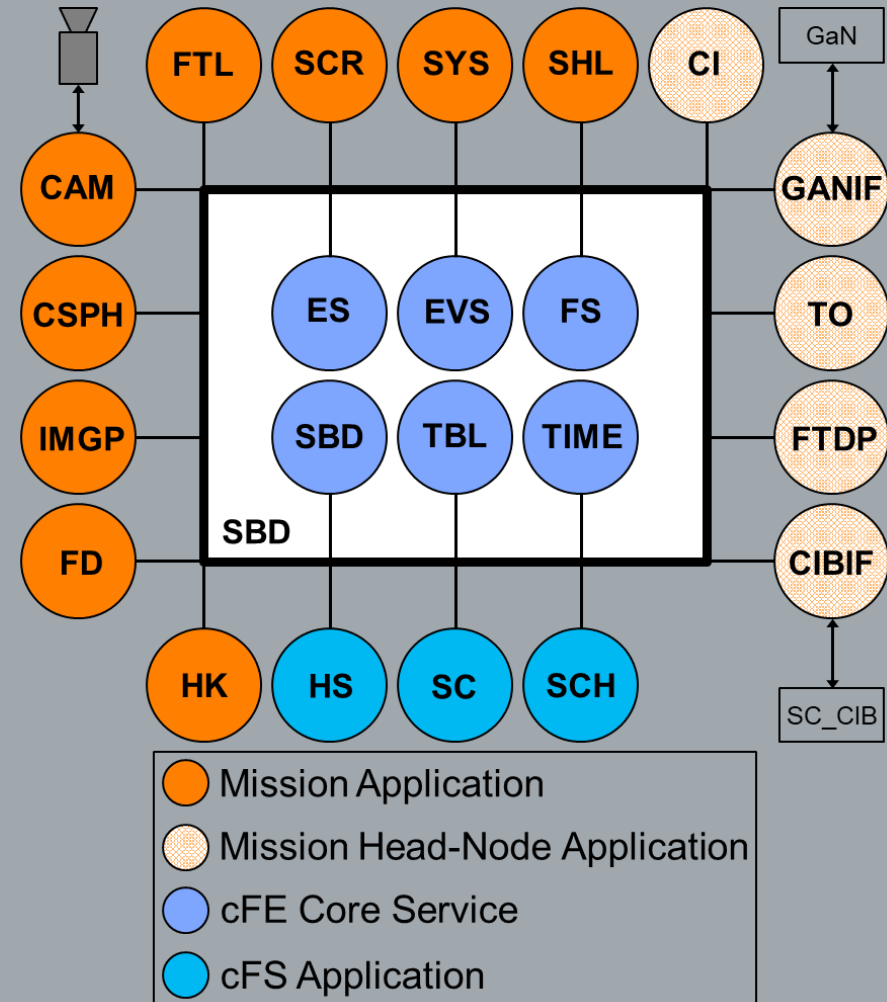 FTL SCR SYS SHL CI GaN
CAM GANIF
CSPH ES EVS FS TO
IMGP SBD TBL TIME FTDP
SBD
FD CIBIF
HK HS SC SCH SC_CIB
Mission Application
Mission Head-Node Application
cFE Core Service
cFS Application